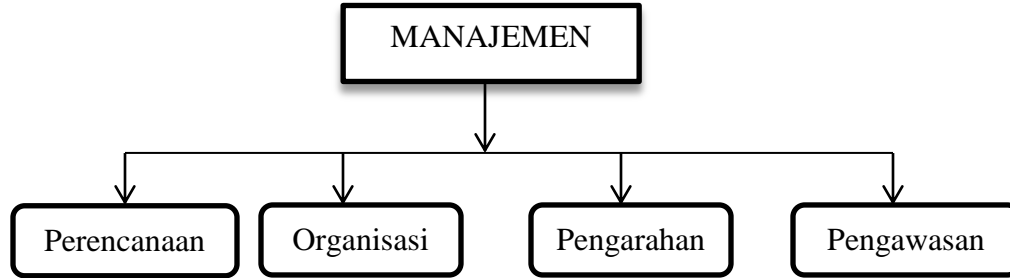 MANAJEMEN
Perencanaan
Organisasi
Pengarahan
Pengawasan